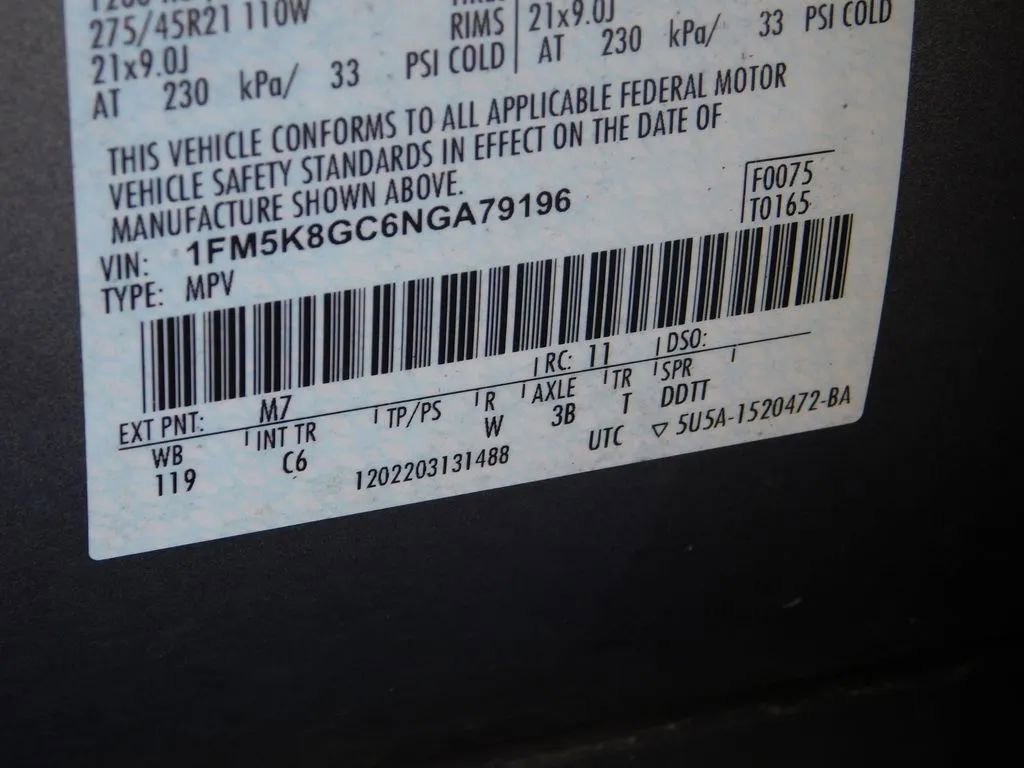 275/45R21 110W
RIMS 21x9.0J
21x9.0J
AT 230 kPa/ 33 PSI COLD AT 230 kPa/ 33 PSI COLD
THIS VEHICLE CONFORMS TO ALL APPLICABLE FEDERAL MOTOR
VEHICLE SAFETY STANDARDS IN EFFECT ON THE DATE OF
MANUFACTURE SHOWN ABOVE.
VIN: 1FM5K8GC6NGA79196
TYPE: MPV
F0075
T0165
EXT PNT: M7 RC: 11 DSO:
WB INT TR TP/PS R AXLE TR SPR
119 C6 W 3B T DDTT
1202203131488 UTC ▽ 5U5A-1520472-BA